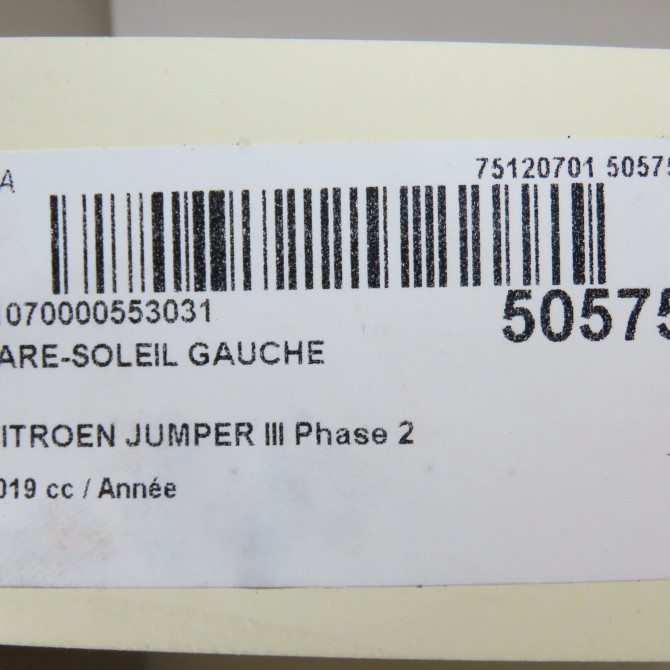 A
75120701 50575
1070000553031
50575
ARE-SOLEIL GAUCHE
ITROEN JUMPER III Phase 2
019 cc / Année